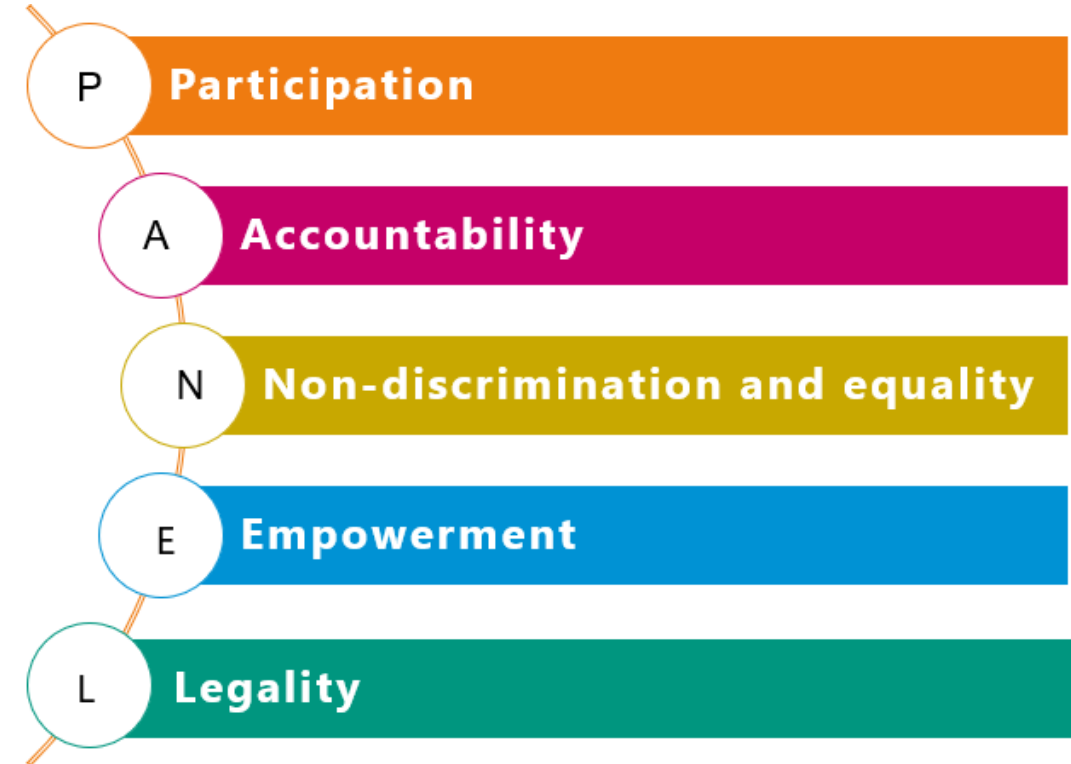 P Participation
A Accountability
N Non-discrimination and equality
E Empowerment
L Legality